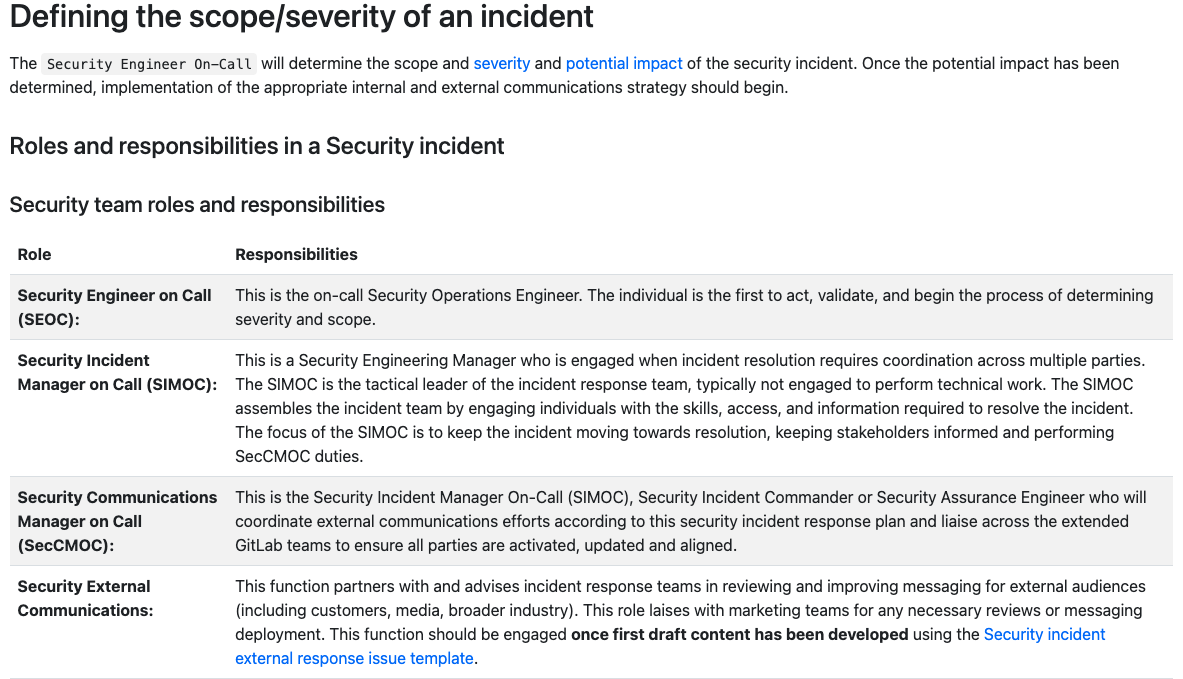 Defining the scope/severity of an incident
The Security Engineer On-Call will determine the scope and severity and potential impact of the security incident. Once the potential impact has been
determined, implementation of the appropriate internal and external communications strategy should begin.
Roles and responsibilities in a Security incident
Security team roles and responsibilities
Role Responsibilities
Security Engineer on Call
(SEOC):
This is the on-call Security Operations Engineer. The individual is the first to act, validate, and begin the process of determining
severity and scope.
Security Incident
Manager on Call (SIMOC):
This is a Security Engineering Manager who is engaged when incident resolution requires coordination across multiple parties.
The SIMOC is the tactical leader of the incident response team, typically not engaged to perform technical work. The SIMOC
assembles the incident team by engaging individuals with the skills, access, and information required to resolve the incident.
The focus of the SIMOC is to keep the incident moving towards resolution, keeping stakeholders informed and performing
SecCMOC duties.
Security Communications
Manager on Call
(SecCMOC):
This is the Security Incident Manager On-Call (SIMOC), Security Incident Commander or Security Assurance Engineer who will
coordinate external communications efforts according to this security incident response plan and liaise across the extended
GitLab teams to ensure all parties are activated, updated and aligned.
Security External
Communications:
This function partners with and advises incident response teams in reviewing and improving messaging for external audiences
(including customers, media, broader industry). This role laises with marketing teams for any necessary reviews or messaging
deployment. This function should be engaged once first draft content has been developed using the Security incident
external response issue template.